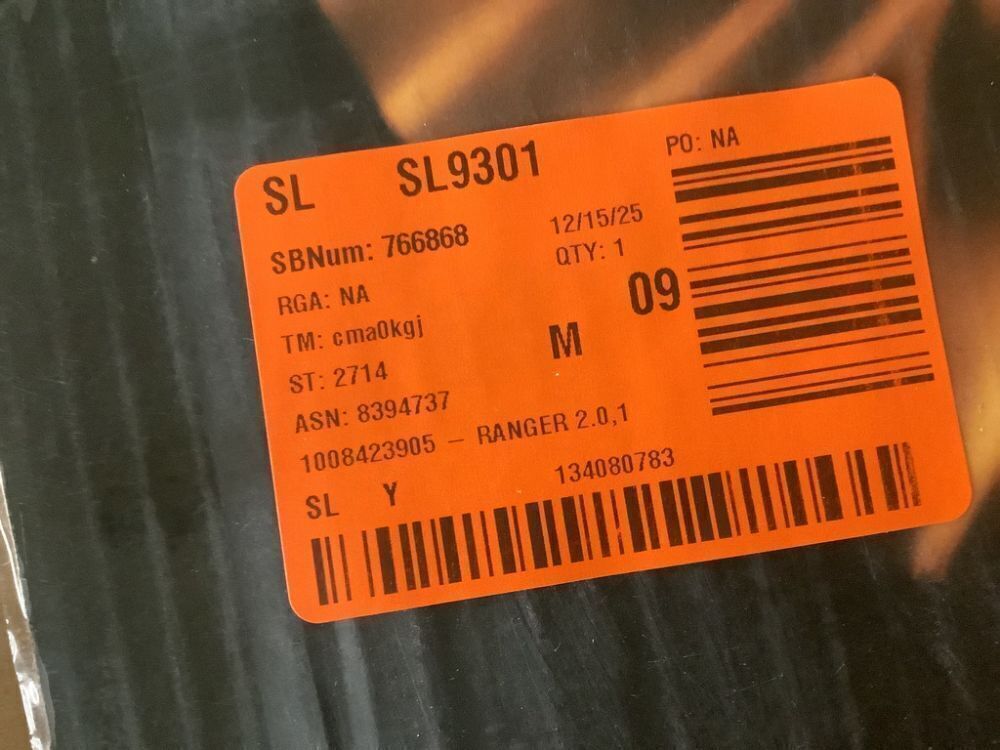 SL SL9301 PO: NA
SBNum: 766868 12/15/25
QTY: 1
RGA: NA 09
TM: cma0kgj M
ST: 2714
ASN: 8394737
1008423905 – RANGER 2.0,1
SL Y 134080783